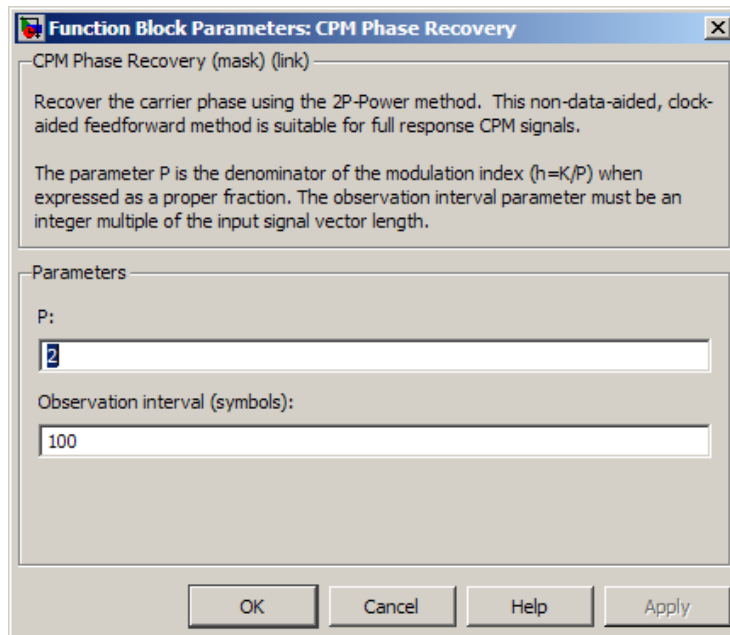 Function Block Parameters: CPM Phase Recovery
CPM Phase Recovery (mask) (link)
Recover the carrier phase using the 2P-Power method. This non-data-aided, clock-
aided feedforward method is suitable for full response CPM signals.
The parameter P is the denominator of the modulation index (h=K/P) when
expressed as a proper fraction. The observation interval parameter must be an
integer multiple of the input signal vector length.
Parameters
P:
2
Observation interval (symbols):
100
OK Cancel Help Apply